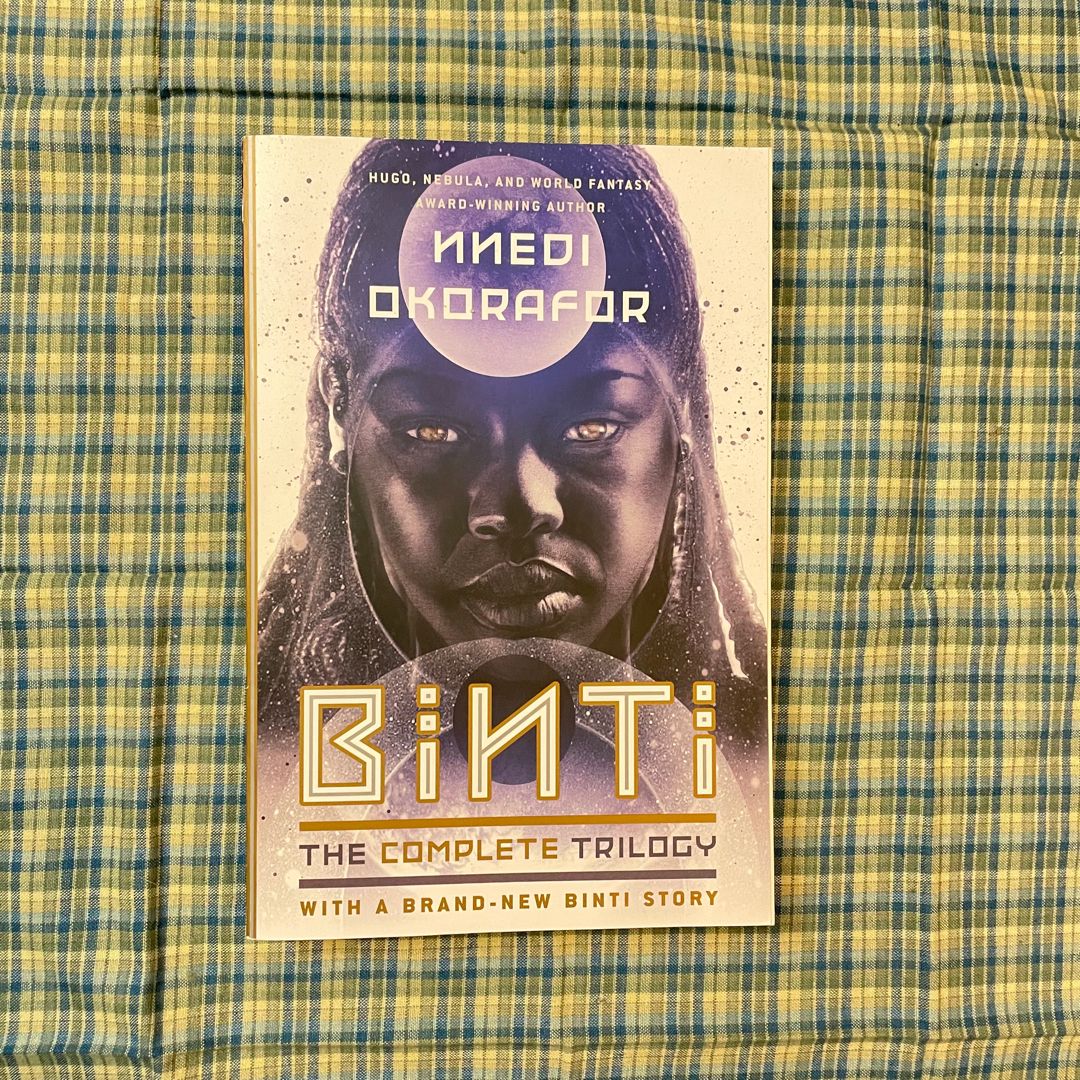 HUGO, NEBULA, AND WORLD FANTASY
AWARD-WINNING AUTHOR
NNEDI
OKORAFOR
BiNTi
THE COMPLETE TRILOGY
WITH A BRAND-NEW BINTI STORY